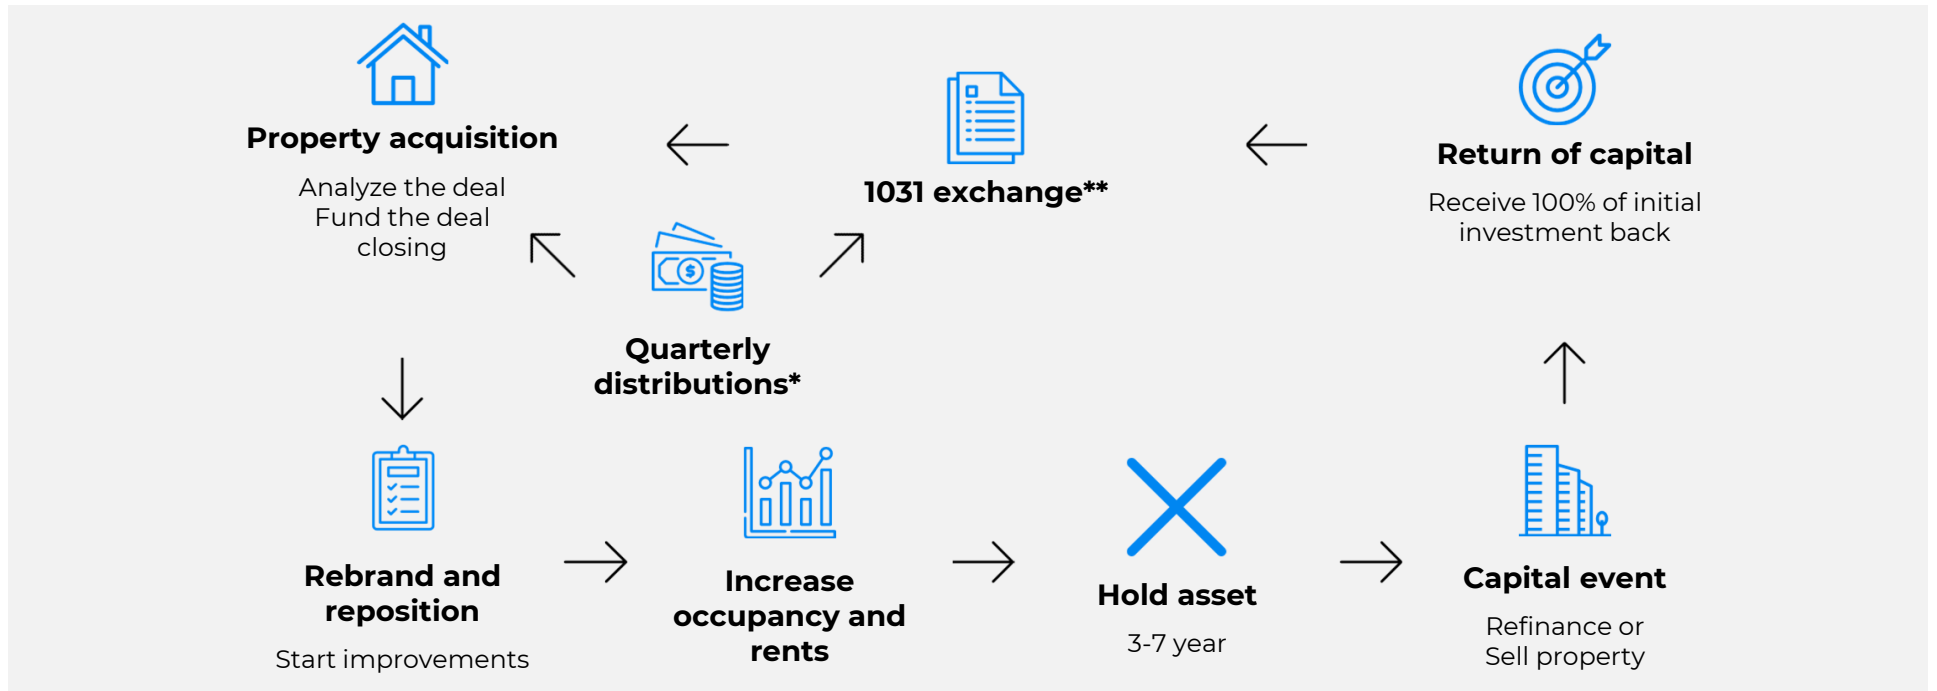 Property acquisition
Analyze the deal
Fund the deal
closing
1031 exchange**
Return of capital
Receive 100% of initial
investment back
$
Quarterly
distributions*
Rebrand and
reposition
Start improvements
Increase
occupancy and
rents
Hold asset
3-7 year
Capital event
Refinance or
Sell property